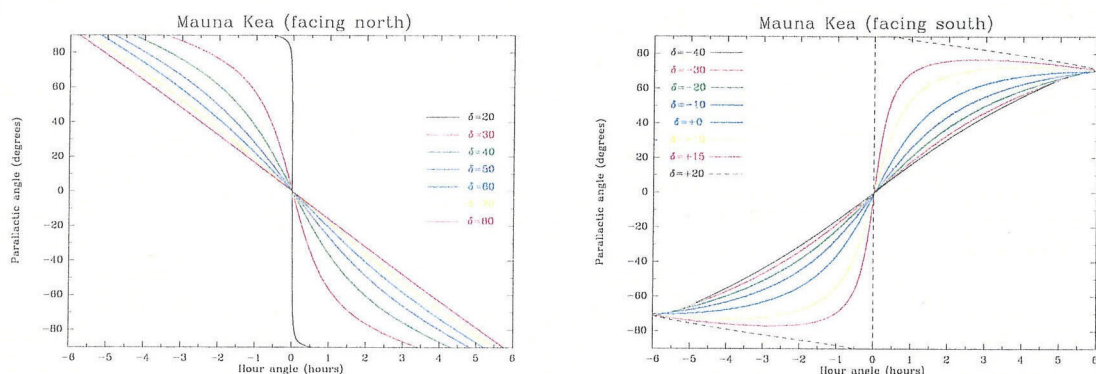 Mauna Kea (facing north)
80
60
40
20
0
−20
−40
−60
−80
Parallactic angle (degrees)
δ=20
δ=30
δ=40
δ=50
δ=60
δ=80
−6 −5 −4 −3 −2 −1 0 1 2 3 4 5 6
Hour angle (hours)
Mauna Kea (facing south)
80
60
40
20
0
−20
−40
−60
−80
Parallactic angle (degrees)
δ=−40
δ=−30
δ=−20
δ=−10
δ=+0
δ=+15
δ=+20
−6 −5 −4 −3 −2 −1 0 1 2 3 4 5 6
Hour angle (hours)